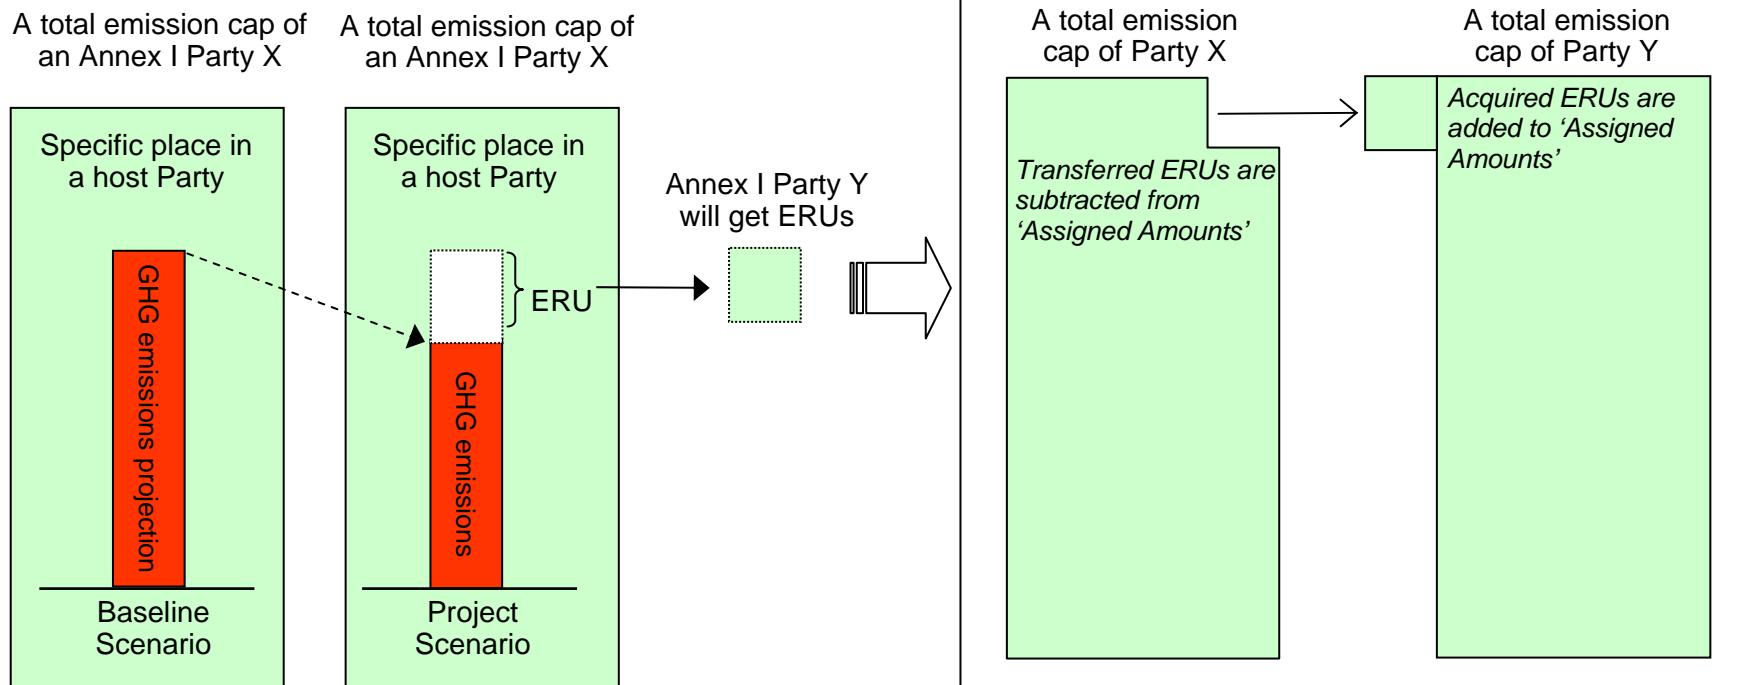 A total emission cap of
an Annex I Party X
Specific place in
a host Party
GHG emissions projection
Baseline
Scenario
A total emission cap of
an Annex I Party X
Specific place in
a host Party
ERU
GHG emissions
Project
Scenario
Annex I Party Y
will get ERUs
A total emission
cap of Party X
Transferred ERUs are
subtracted from
‘Assigned Amounts’
A total emission
cap of Party Y
Acquired ERUs are
added to ‘Assigned
Amounts’